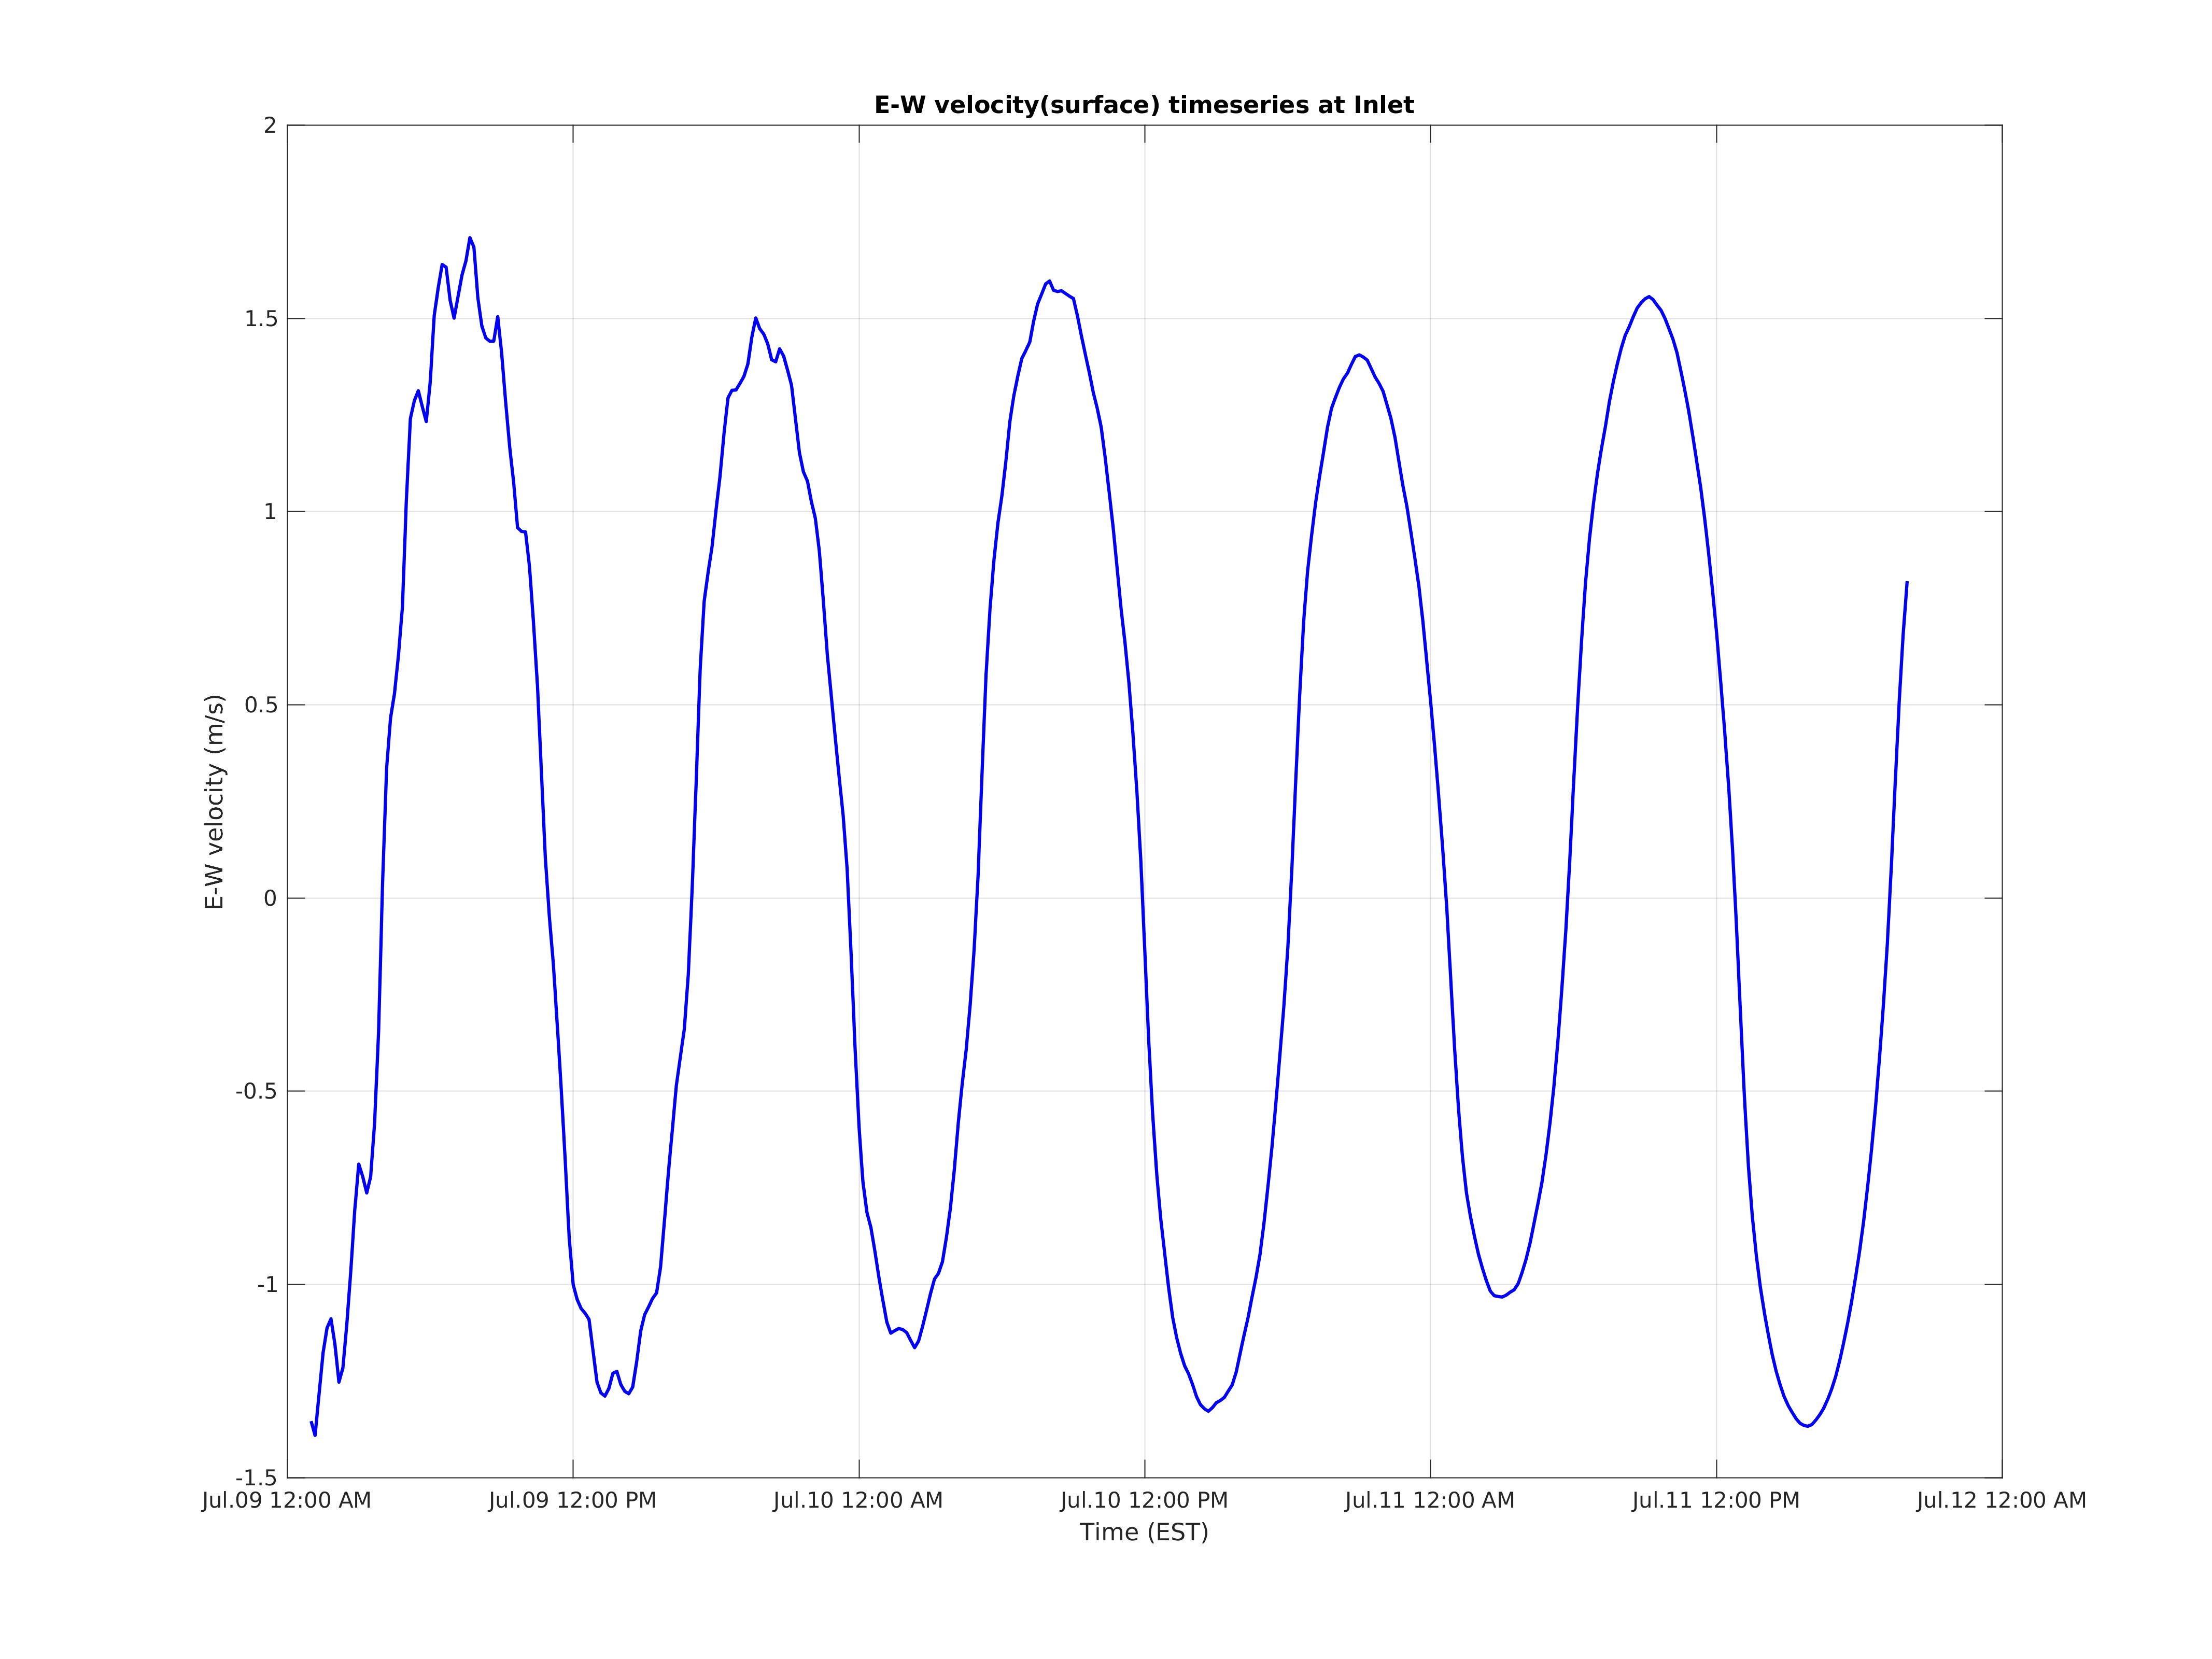 E-W velocity(surface) timeseries at Inlet
2
1.5
1
0.5
0
-0.5
-1
-1.5
E-W velocity (m/s)
Jul.09 12:00 AM
Jul.09 12:00 PM
Jul.10 12:00 AM
Jul.10 12:00 PM
Jul.11 12:00 AM
Jul.11 12:00 PM
Jul.12 12:00 AM
Time (EST)